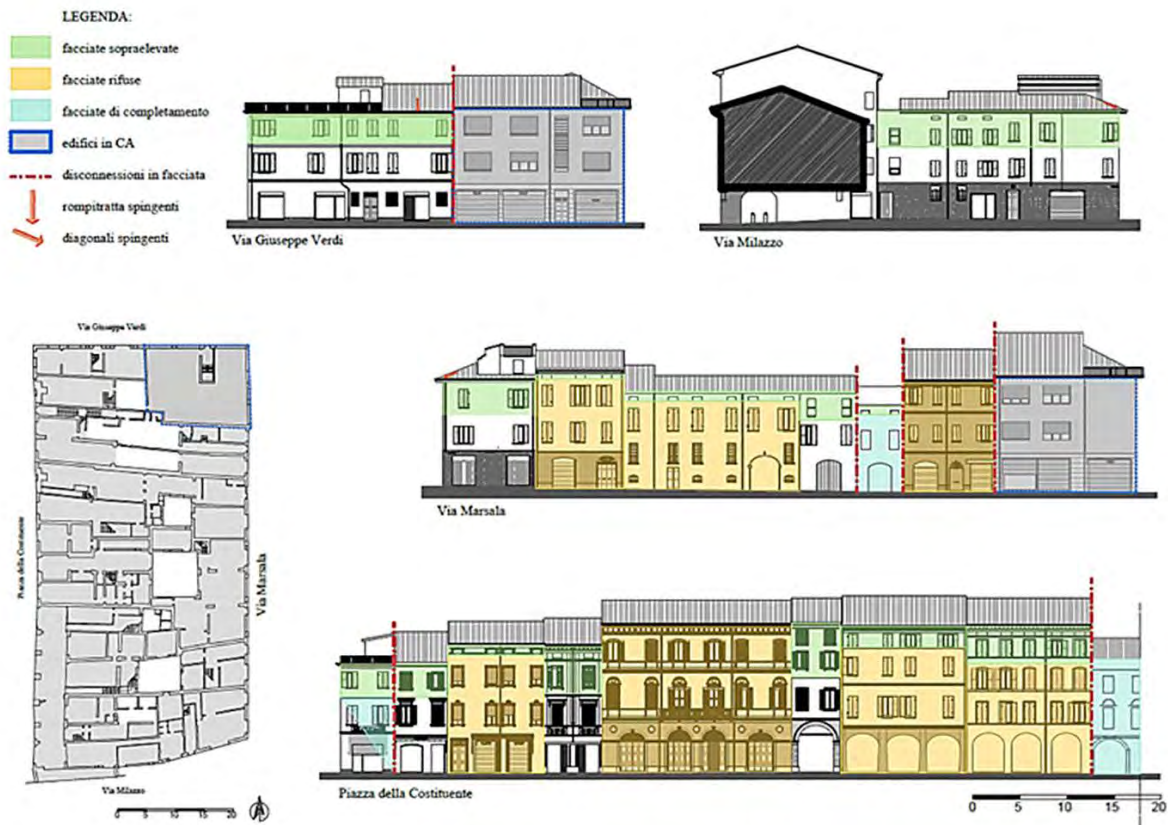 LEGENDA:
facciate sopraelevate
facciate rifuse
facciate di completamento
edifici in CA
disconnessioni in facciata
rompitratta spingenti
diagonali spingenti
Via Giuseppe Verdi
Via Milazzo
Via Giuseppe Verdi
Piazza della Costituente
Via Marsala
Via Milazzo
0 5 10 15 20
Via Marsala
Piazza della Costituente
0 5 10 15 20